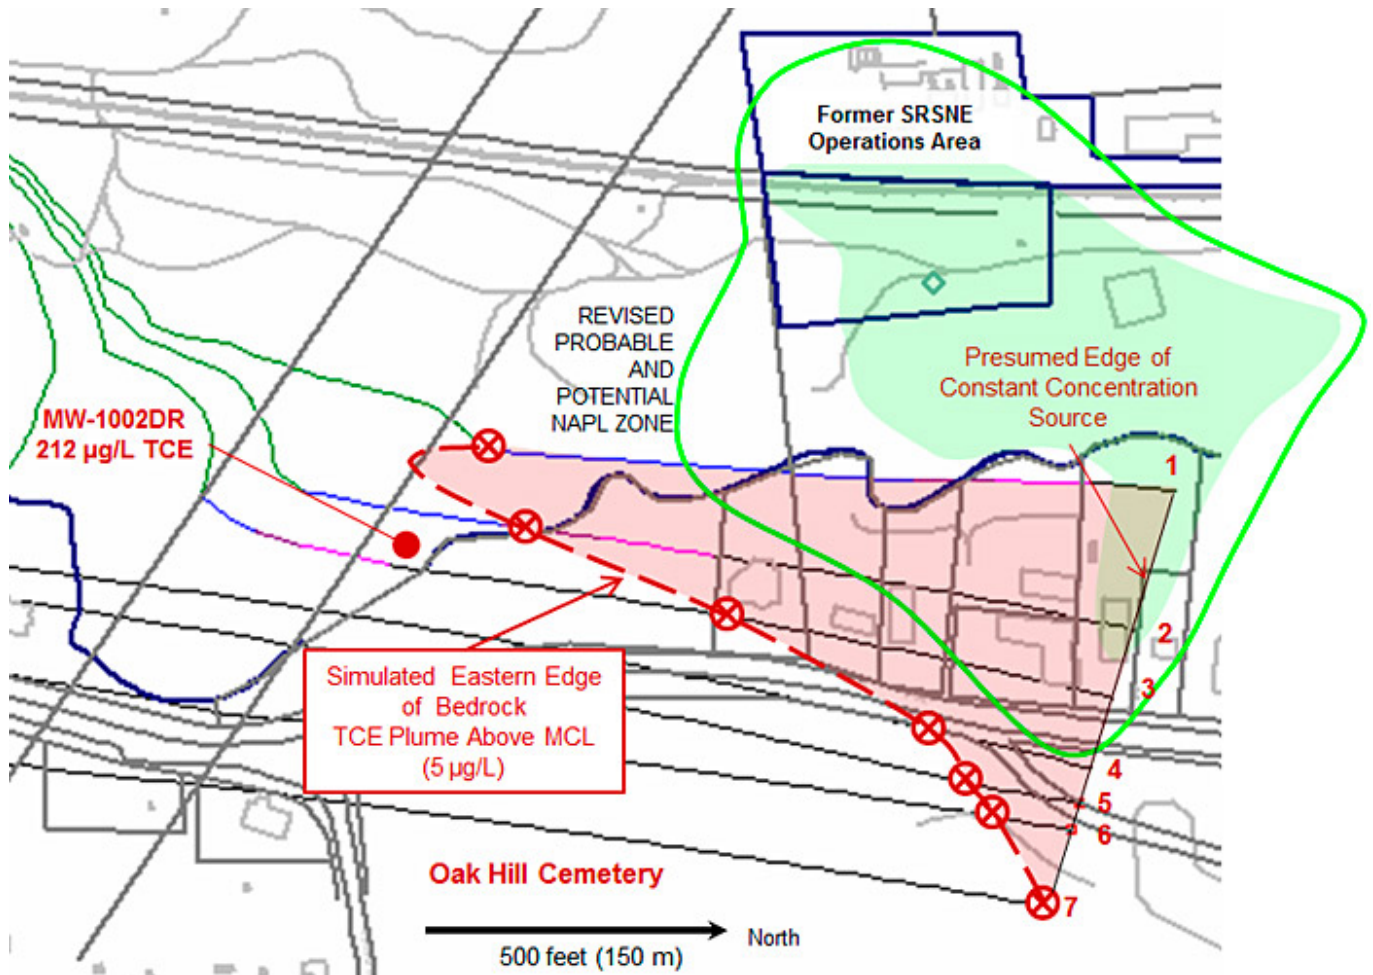 Former SRSNE
Operations Area
REVISED
PROBABLE
AND
POTENTIAL
NAPL ZONE
Presumed Edge of
Constant Concentration
Source
MW-1002DR
212 µg/L TCE
1
2
3
4
5
6
7
Simulated Eastern Edge
of Bedrock
TCE Plume Above MCL
(5 µg/L)
Oak Hill Cemetery
North
500 feet (150 m)